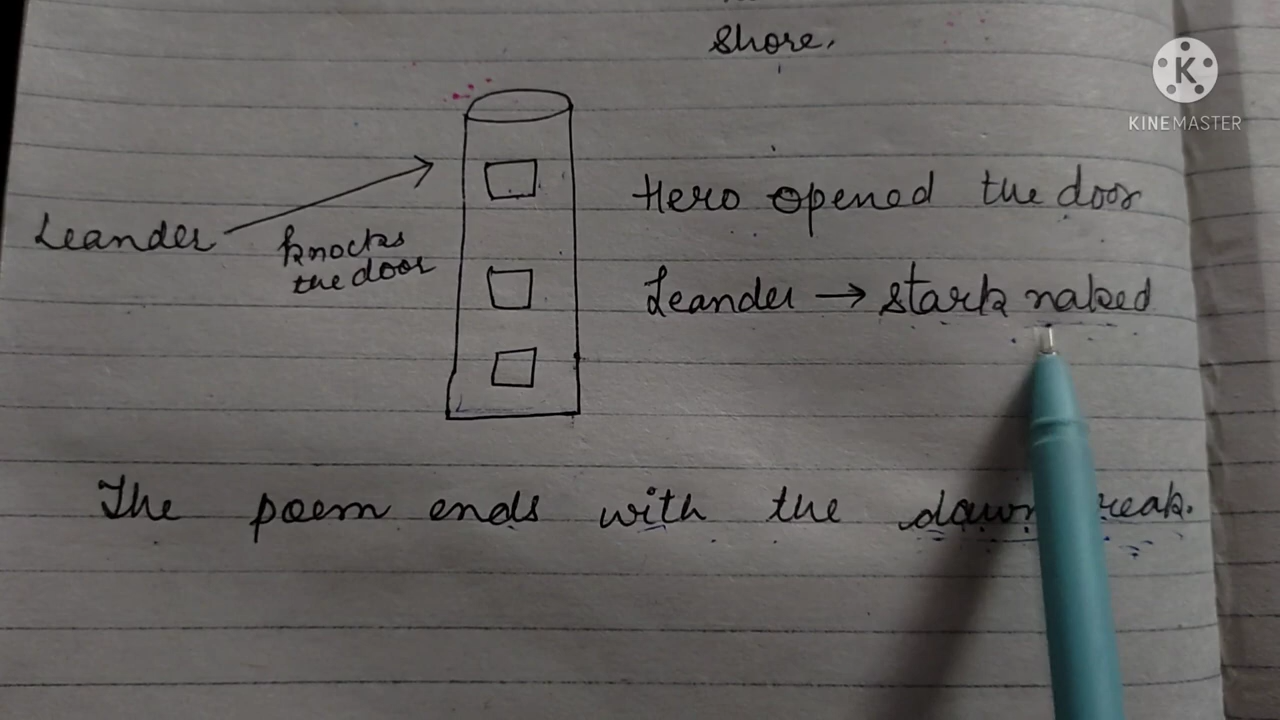 shore.
K
KINEMASTER
Hero opened the door
Leander
knocks
the door
Leander → stark naked
The poem ends with the dawn reak.